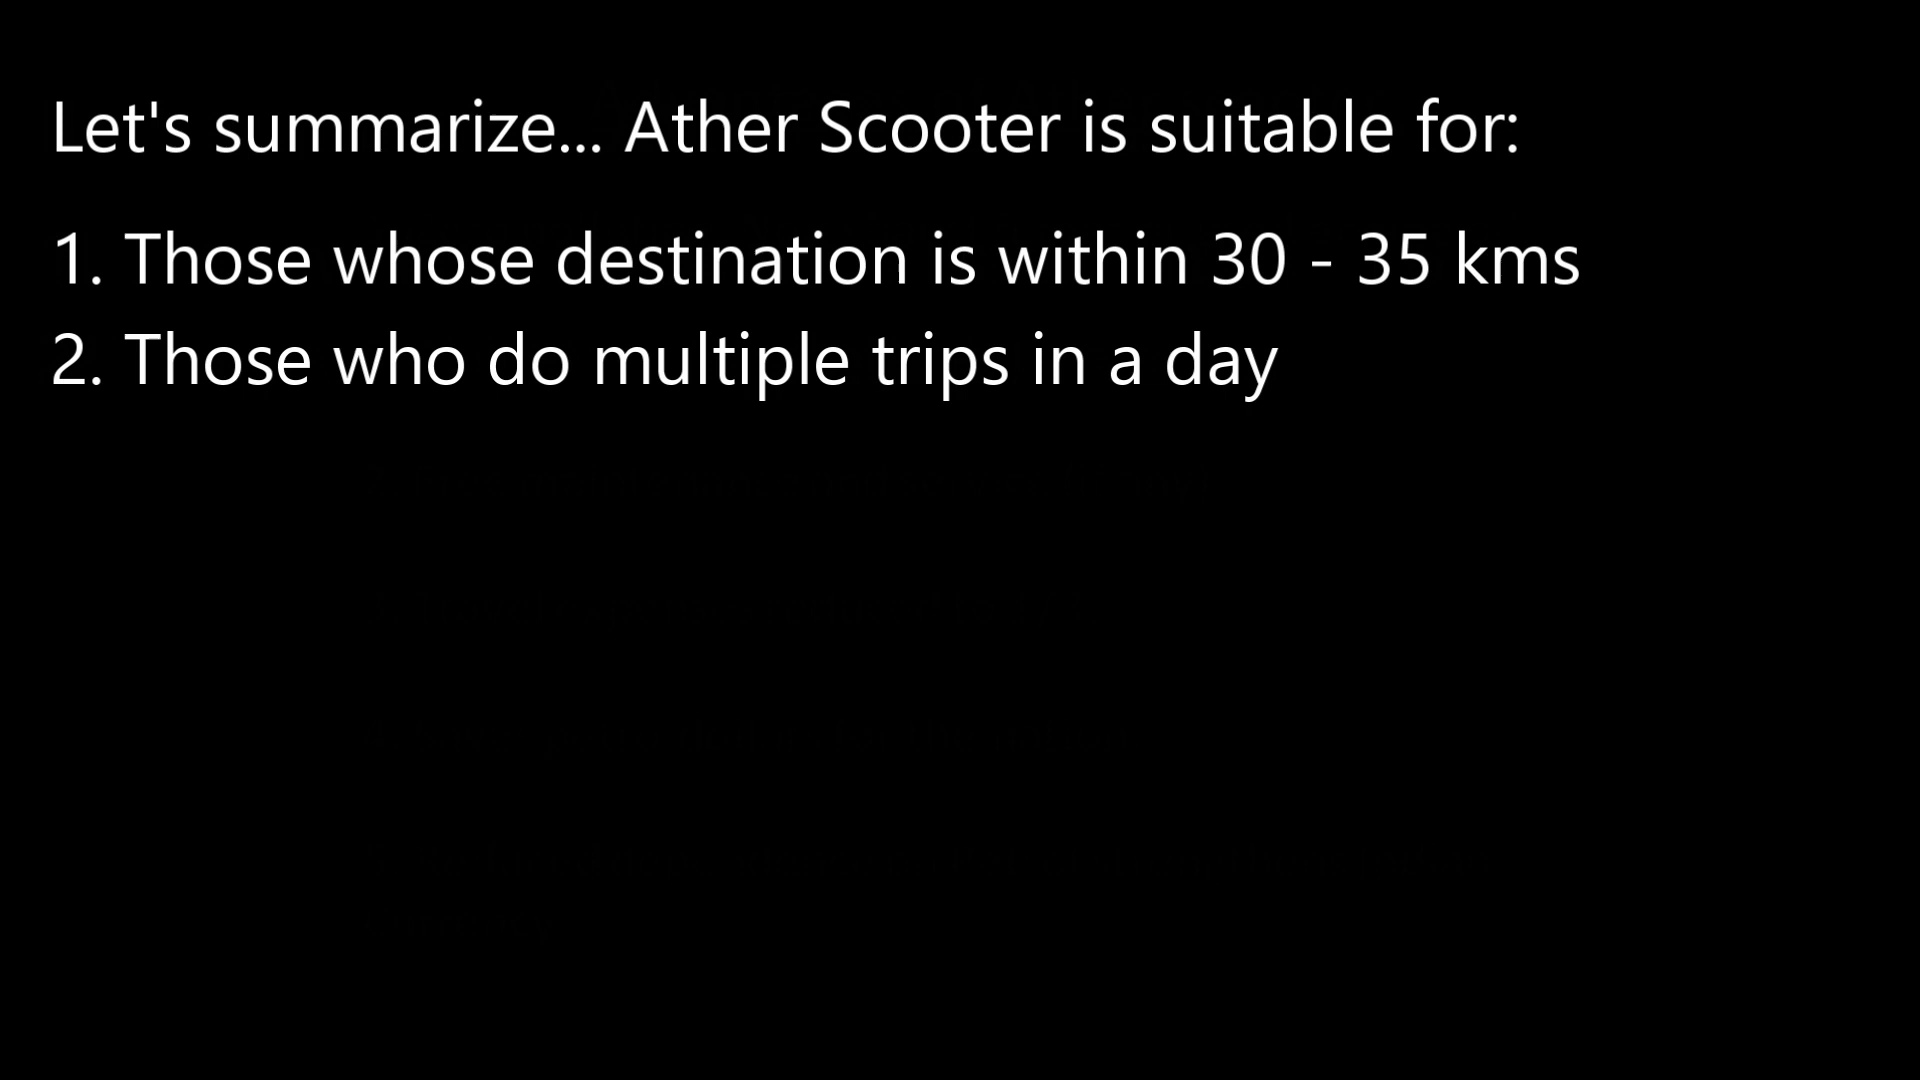 Let's summarize... Ather Scooter is suitable for:
1. Those whose destination is within 30 - 35 kms
2. Those who do multiple trips in a day